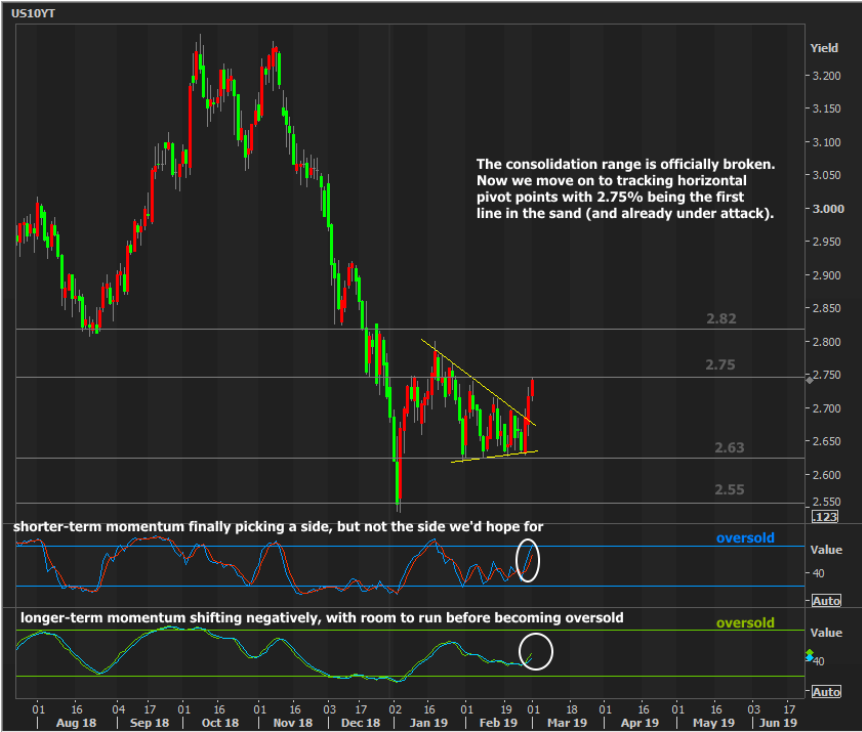 US10YT
Yield
3.200
3.150
3.100
3.050
3.000
2.950
2.900
2.850
2.800
2.750
2.700
2.650
2.600
2.550
.123
The consolidation range is officially broken.
Now we move on to tracking horizontal
pivot points with 2.75% being the first
line in the sand (and already under attack).
2.82
2.75
2.63
2.55
shorter-term momentum finally picking a side, but not the side we'd hope for
oversold
Value
40
Auto
longer-term momentum shifting negatively, with room to run before becoming oversold
oversold
Value
40
Auto
01 16 04 17 01 16 01 16 03 17 02 16 01 19 01 18 01 16 01 16 03 17
Aug 18 Sep 18 Oct 18 Nov 18 Dec 18 Jan 19 Feb 19 Mar 19 Apr 19 May 19 Jun 19